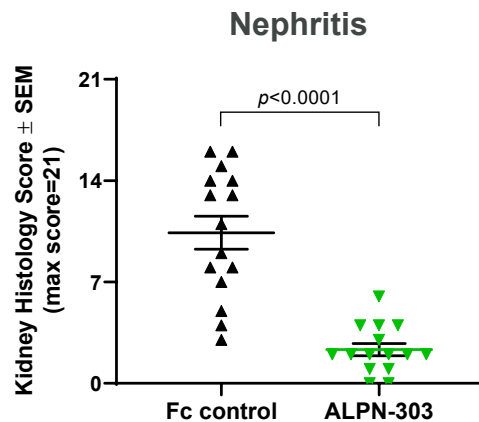 Nephritis
Kidney Histology Score ± SEM
(max score=21)
21
14
7
0
p<0.0001
Fc control
ALPN-303